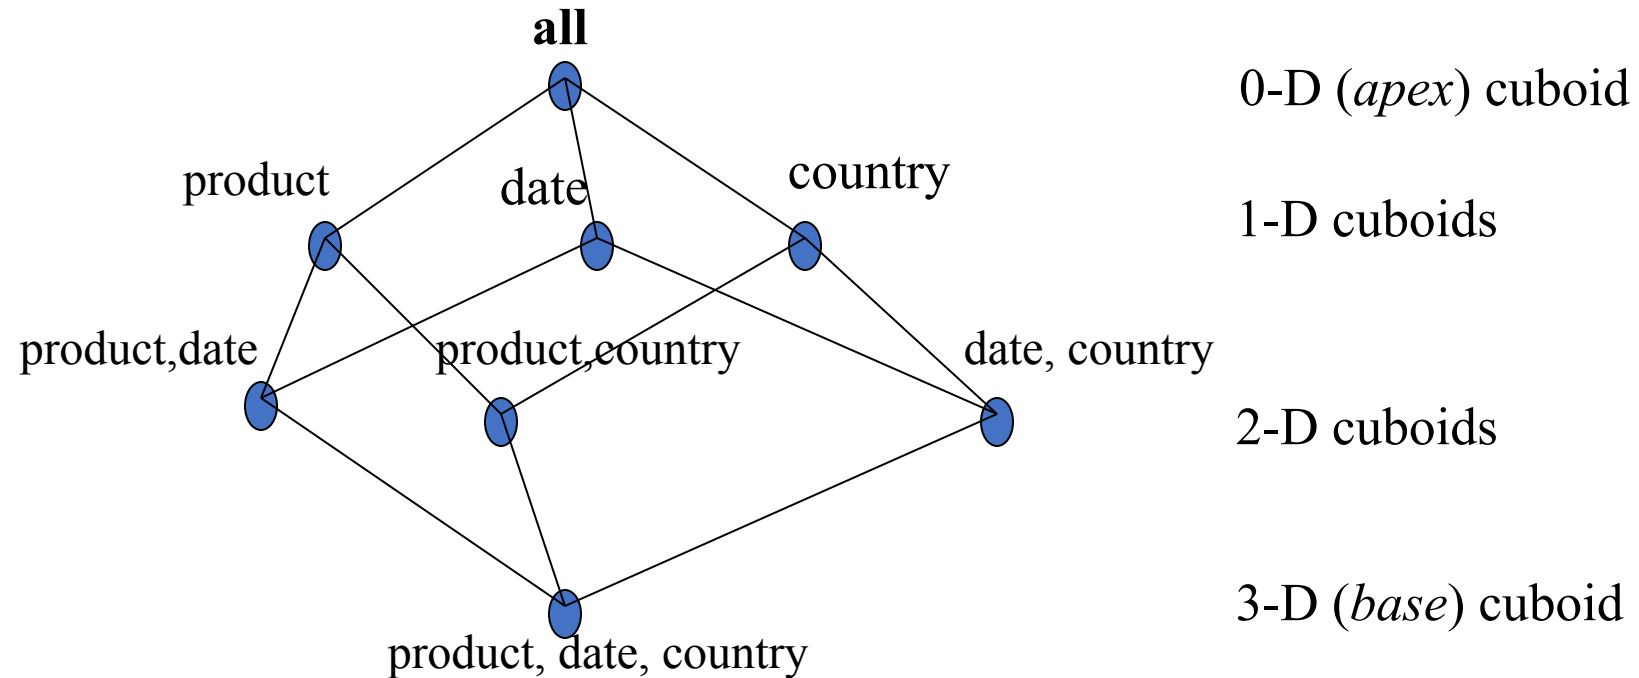 all
0-D (apex) cuboid
product
date
country
1-D cuboids
product,date
product,country
date, country
2-D cuboids
3-D (base) cuboid
product, date, country